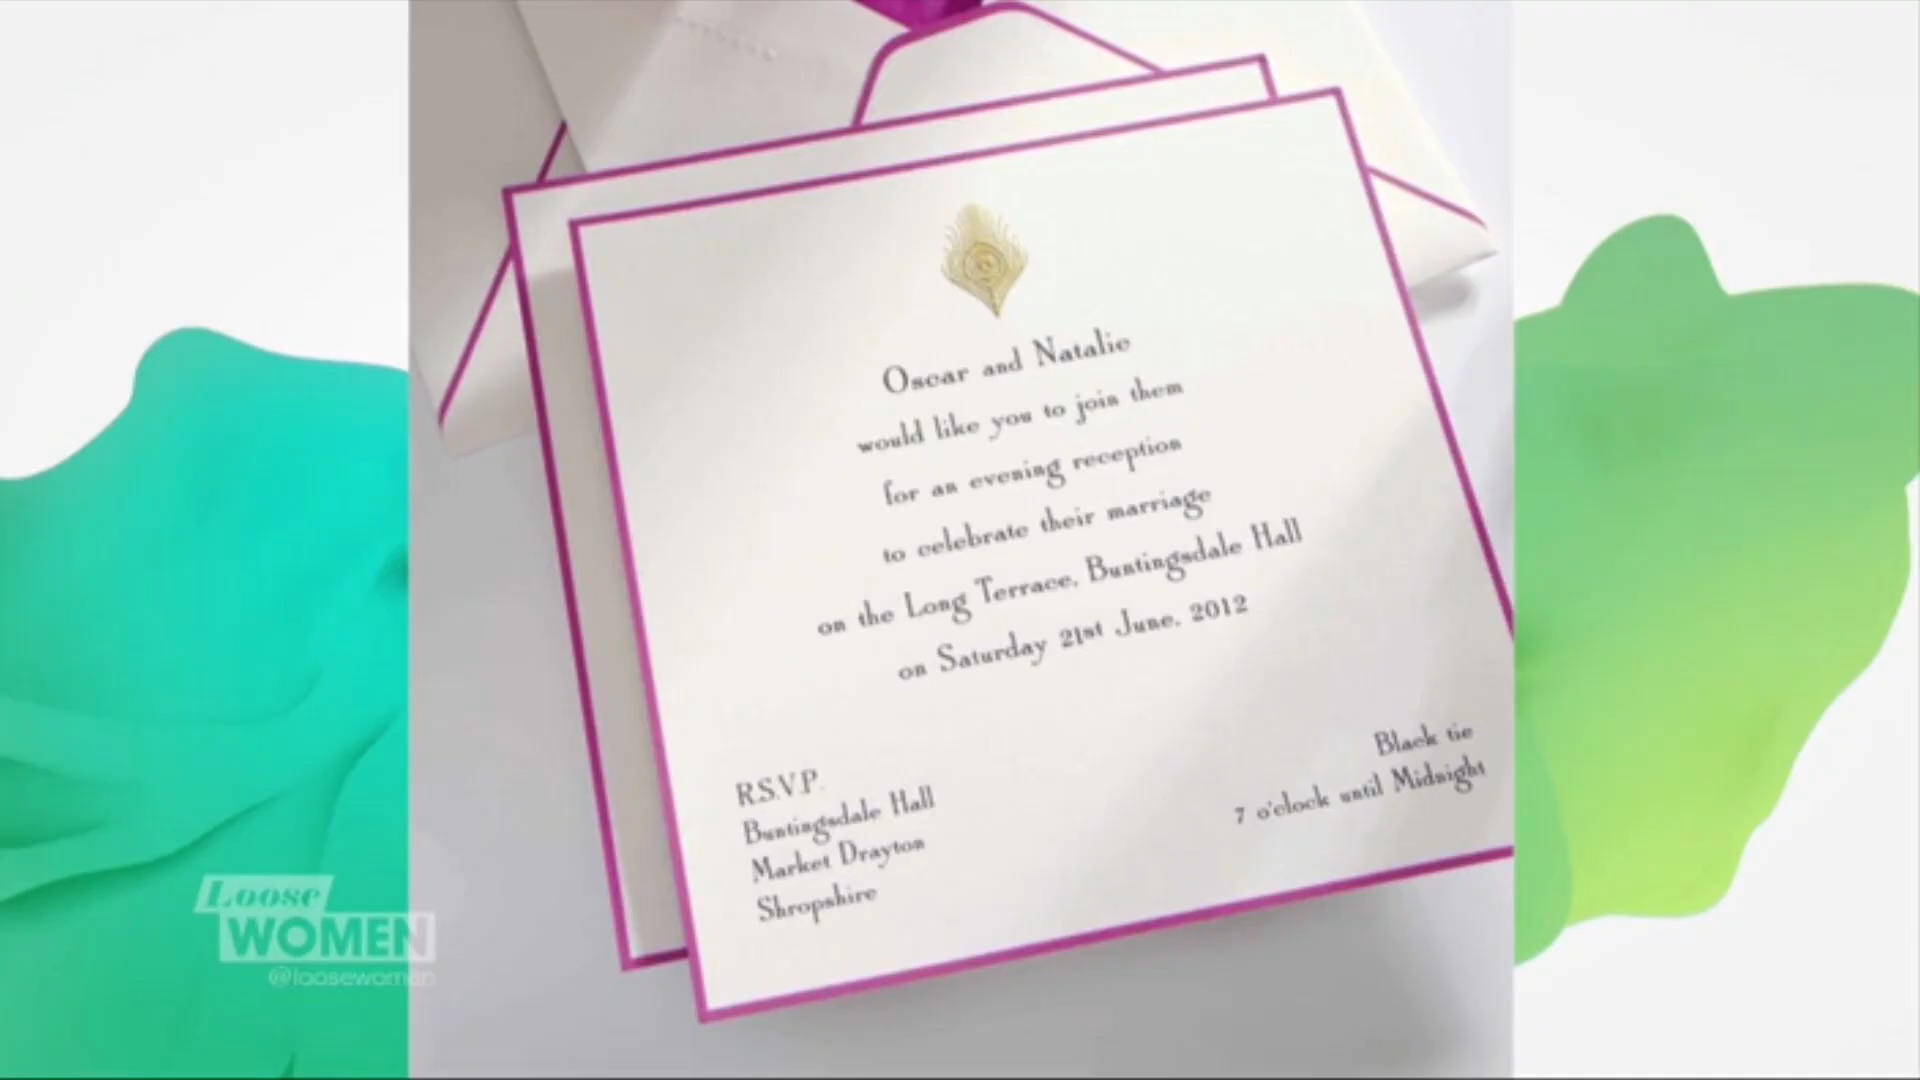 Oscar and Natalie
would like you to join them
for an evening reception
to celebrate their marriage
on the Long Terrace, Buntingsdale Hall
on Saturday 21st June, 2012
Black tie
7 o'clock until Midnight
R.S.V.P.
Buntingsdale Hall
Market Drayton
Shropshire
Loose
WOMEN
@loosewomen